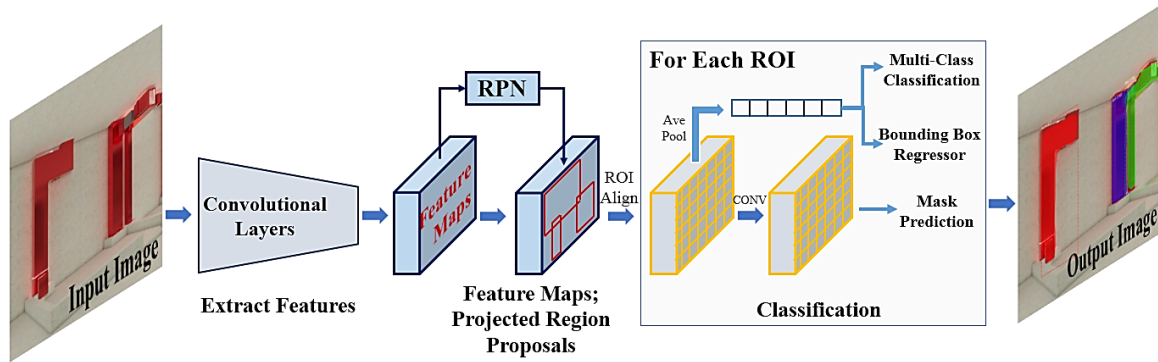 Input Image
Convolutional
Layers
Extract Features
RPN
Feature
Maps
Feature Maps;
Projected Region
Proposals
ROI
Align
For Each ROI
Ave
Pool
CONV
Multi-Class
Classification
Bounding Box
Regressor
Mask
Prediction
Classification
Output Image